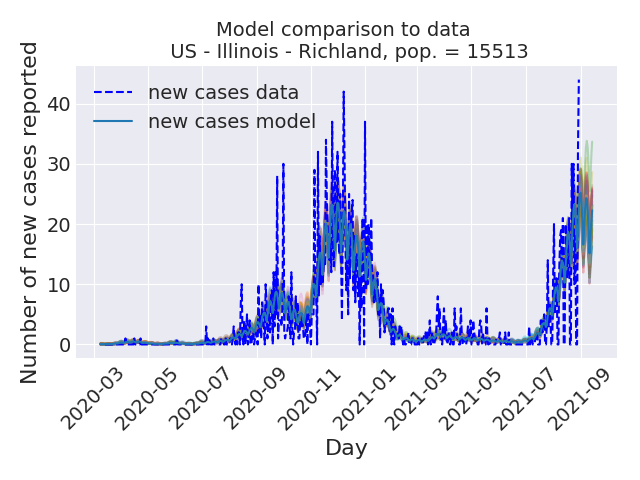 Model comparison to data
US - Illinois - Richland, pop. = 15513
Number of new cases reported
40
30
20
10
0
new cases data
new cases model
2020-03
2020-05
2020-07
2020-09
2020-11
2021-01
2021-03
2021-05
2021-07
2021-09
Day